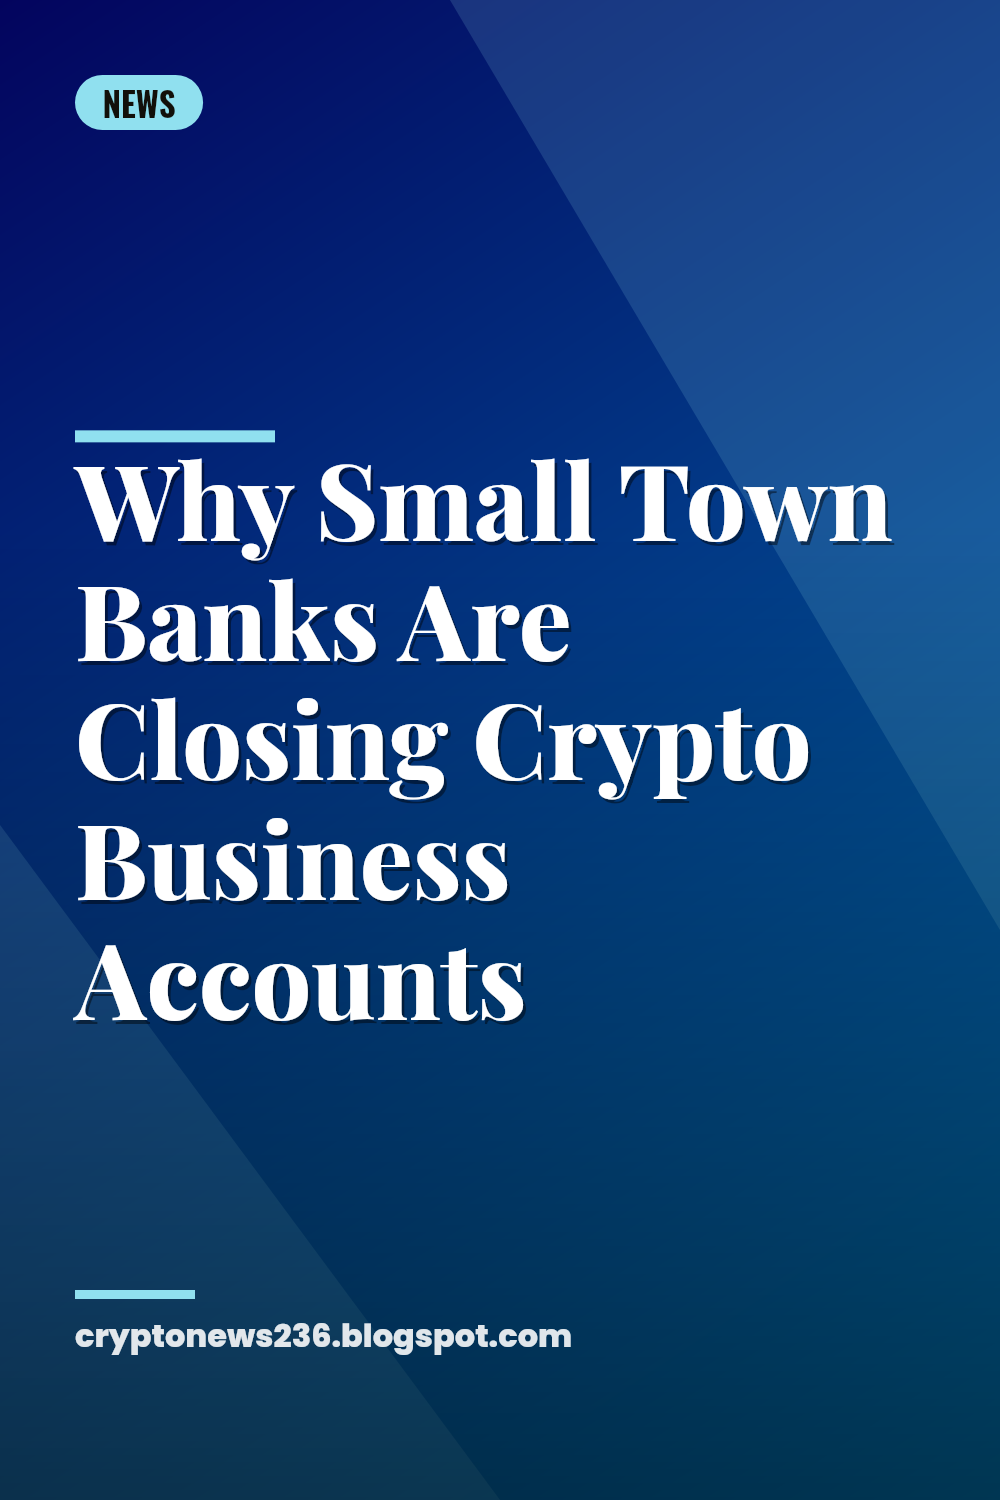 NEWS
Why Small Town
Banks Are
Closing Crypto
Business
Accounts
cryptonews236.blogspot.com